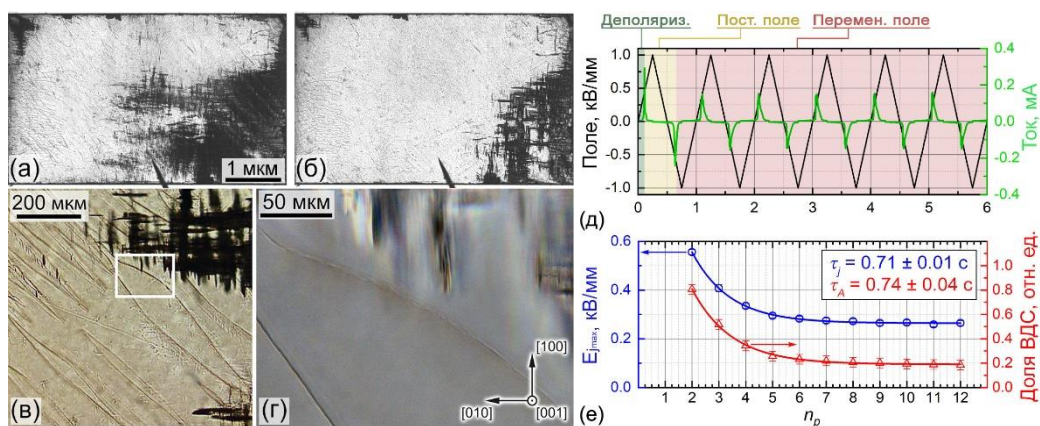 Деполяриз.
Пост. поле
Перемен. поле
(а)
1 мкм
(б)
200 мкм
(в)
50 мкм
(г)
[100]
[010]
[001]
Поле, кВ/мм
1.0
0.5
0.0
-0.5
-1.0
0.4
0.2
0.0
-0.2
-0.4
Ток, мА
0 1 2 3 4 5 6
(д)
E_jmax, кВ/мм
0.6
0.4
0.2
0.0
τ_j = 0.71 ± 0.01 с
τ_A = 0.74 ± 0.04 с
1.0
0.8
0.6
0.4
0.2
0.0
Доля ВДС, отн. ед.
1 2 3 4 5 6 7 8 9 10 11 12
n_p
(е)